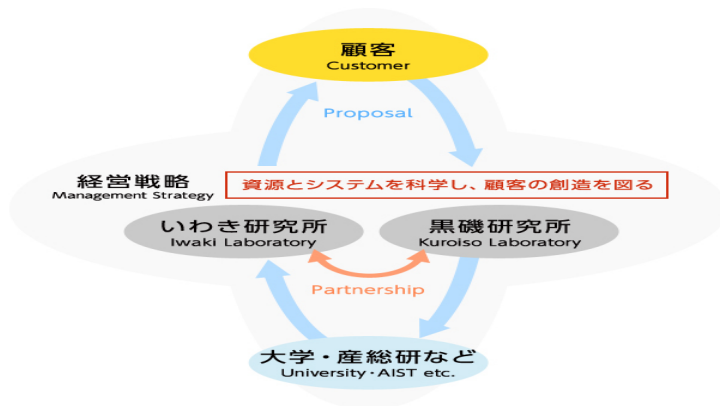 顧客
Customer
Proposal
経営戦略
Management Strategy
資源とシステムを科学し、顧客の創造を図る
いわき研究所
Iwaki Laboratory
黒磯研究所
Kuroiso Laboratory
Partnership
大学・産総研など
University・AIST etc.